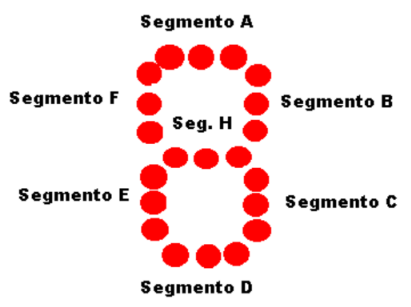 Segmento A
Segmento F
Segmento B
Seg. H
Segmento E
Segmento C
Segmento D